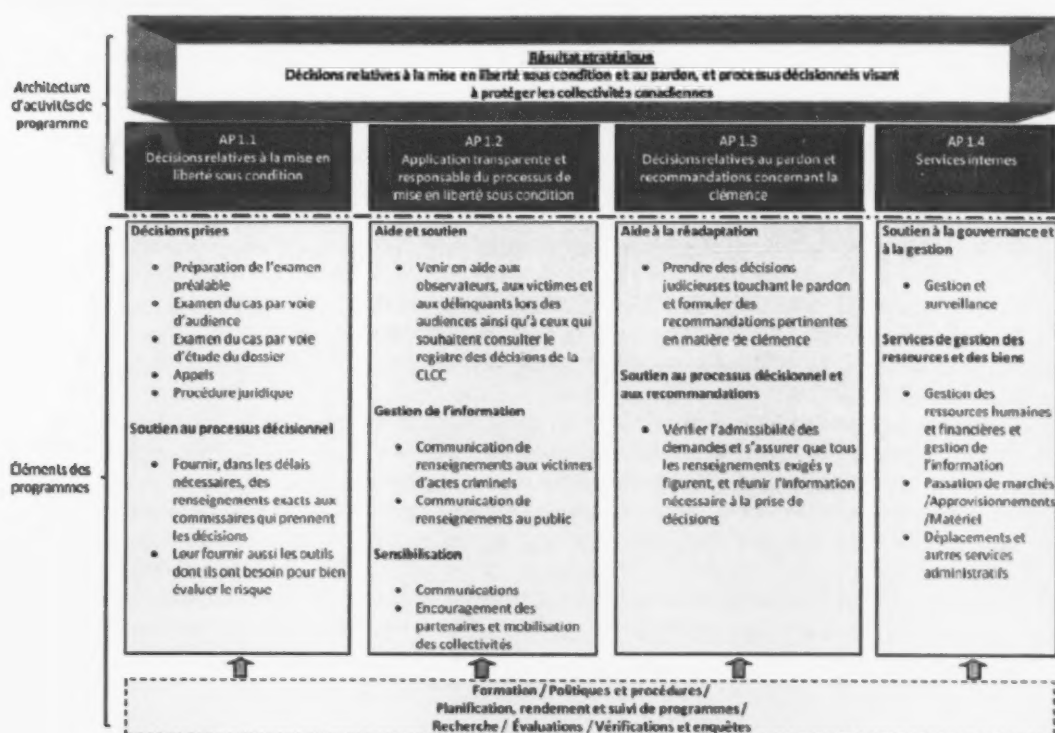 Architecture
d'activités de
programme
Résultat stratégique
Décisions relatives à la mise en liberté sous condition et au pardon, et processus décisionnels visant
à protéger les collectivités canadiennes
AP 1.1
Décisions relatives à la mise en
liberté sous condition
AP 1.2
Application transparente et
responsable du processus de
mise en liberté sous condition
AP 1.3
Décisions relatives au pardon et
recommandations concernant la
clémence
AP 1.4
Services internes
Éléments des
programmes
Décisions prises
• Préparation de l'examen
préalable
• Examen du cas par voie
d'audience
• Examen du cas par voie
d'étude du dossier
• Appels
• Procédure juridique
Soutien au processus décisionnel
• Fournir, dans les délais
nécessaires, des
renseignements exacts aux
commissaires qui prennent
les décisions
• Leur fournir aussi les outils
dont ils ont besoin pour bien
évaluer le risque
Aide et soutien
• Venir en aide aux
observateurs, aux victimes et
aux délinquants lors des
audiences ainsi qu'à ceux qui
souhaitent consulter le
registre des décisions de la
CLCC
Gestion de l'information
• Communication de
renseignements aux victimes
d'actes criminels
• Communication de
renseignements au public
Sensibilisation
• Communications
• Encouragement des
partenaires et mobilisation
des collectivités
Aide à la réadaptation
• Prendre des décisions
judicieuses touchant le pardon
et formuler des
recommandations pertinentes
en matière de clémence
Soutien au processus décisionnel et
aux recommandations
• Vérifier l'admissibilité des
demandes et s'assurer que tous
les renseignements exigés y
figurent, et réunir l'information
nécessaire à la prise de
décisions
Soutien à la gouvernance et
à la gestion
• Gestion et
surveillance
Services de gestion des
ressources et des biens
• Gestion des
ressources humaines
et financières et
gestion de
l'information
• Passation de marchés
/Approvisionnements
/Matériel
• Déplacements et
autres services
administratifs
Formation / Politiques et procédures /
Planification, rendement et suivi de programmes /
Recherche / Évaluations / Vérifications et enquêtes